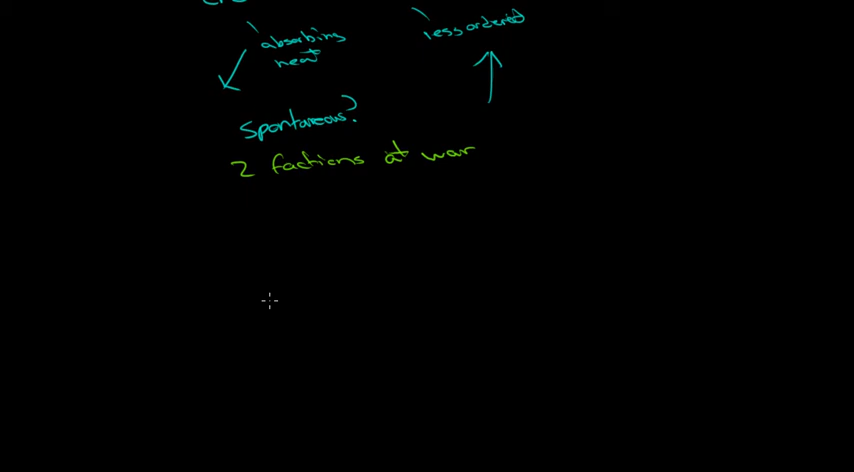 absorbing
heat
less ordered
spontaneous?
2 factions at war